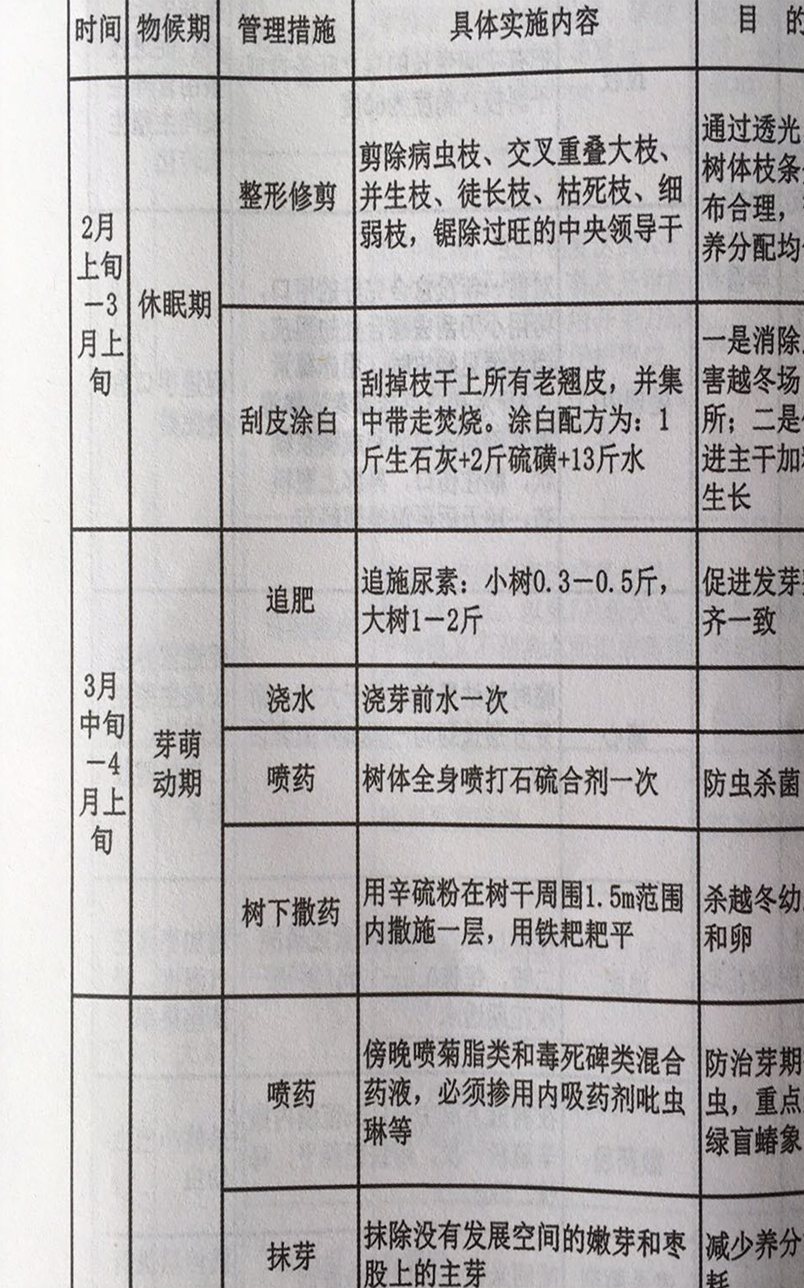 时间 物候期 管理措施 具体实施内容 目
2月
上旬
－3
月上
旬
休眠期
整形修剪
剪除病虫枝、交叉重叠大枝、
并生枝、徒长枝、枯死枝、细
弱枝，锯除过旺的中央领导干
通过透光
树体枝条
布合理，
养分配均
刮皮涂白
刮掉枝干上所有老翘皮，并集
中带走焚烧。涂白配方为：1
斤生石灰+2斤硫磺+13斤水
一是消除
害越冬场
所；二是
进主干加
生长
3月
中旬
－4
月上
旬
芽萌
动期
追肥
追施尿素：小树0.3－0.5斤，
大树1－2斤
促进发芽
齐一致
浇水
浇芽前水一次
喷药
树体全身喷打石硫合剂一次
防虫杀菌
树下撒药
用辛硫粉在树干周围1.5m范围
内撒施一层，用铁耙耙平
杀越冬幼
和卵
喷药
傍晚喷菊脂类和毒死碑类混合
药液，必须掺用内吸药剂吡虫
琳等
防治芽期
虫，重点
绿盲蝽象
抹芽
抹除没有发展空间的嫩芽和枣
股上的主芽
减少养分
耗